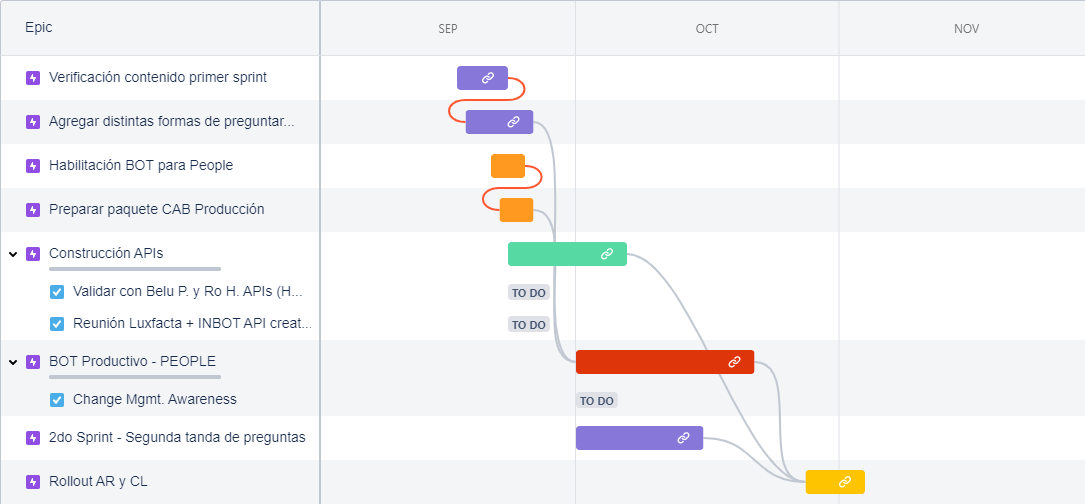 Epic
SEP
OCT
NOV
Verificación contenido primer sprint
Agregar distintas formas de preguntar...
Habilitación BOT para People
Preparar paquete CAB Producción
Construcción APIs
Validar con Belu P. y Ro H. APIs (H...
TO DO
Reunión Luxfacta + INBOT API creat...
TO DO
BOT Productivo - PEOPLE
Change Mgmt. Awareness
TO DO
2do Sprint - Segunda tanda de preguntas
Rollout AR y CL